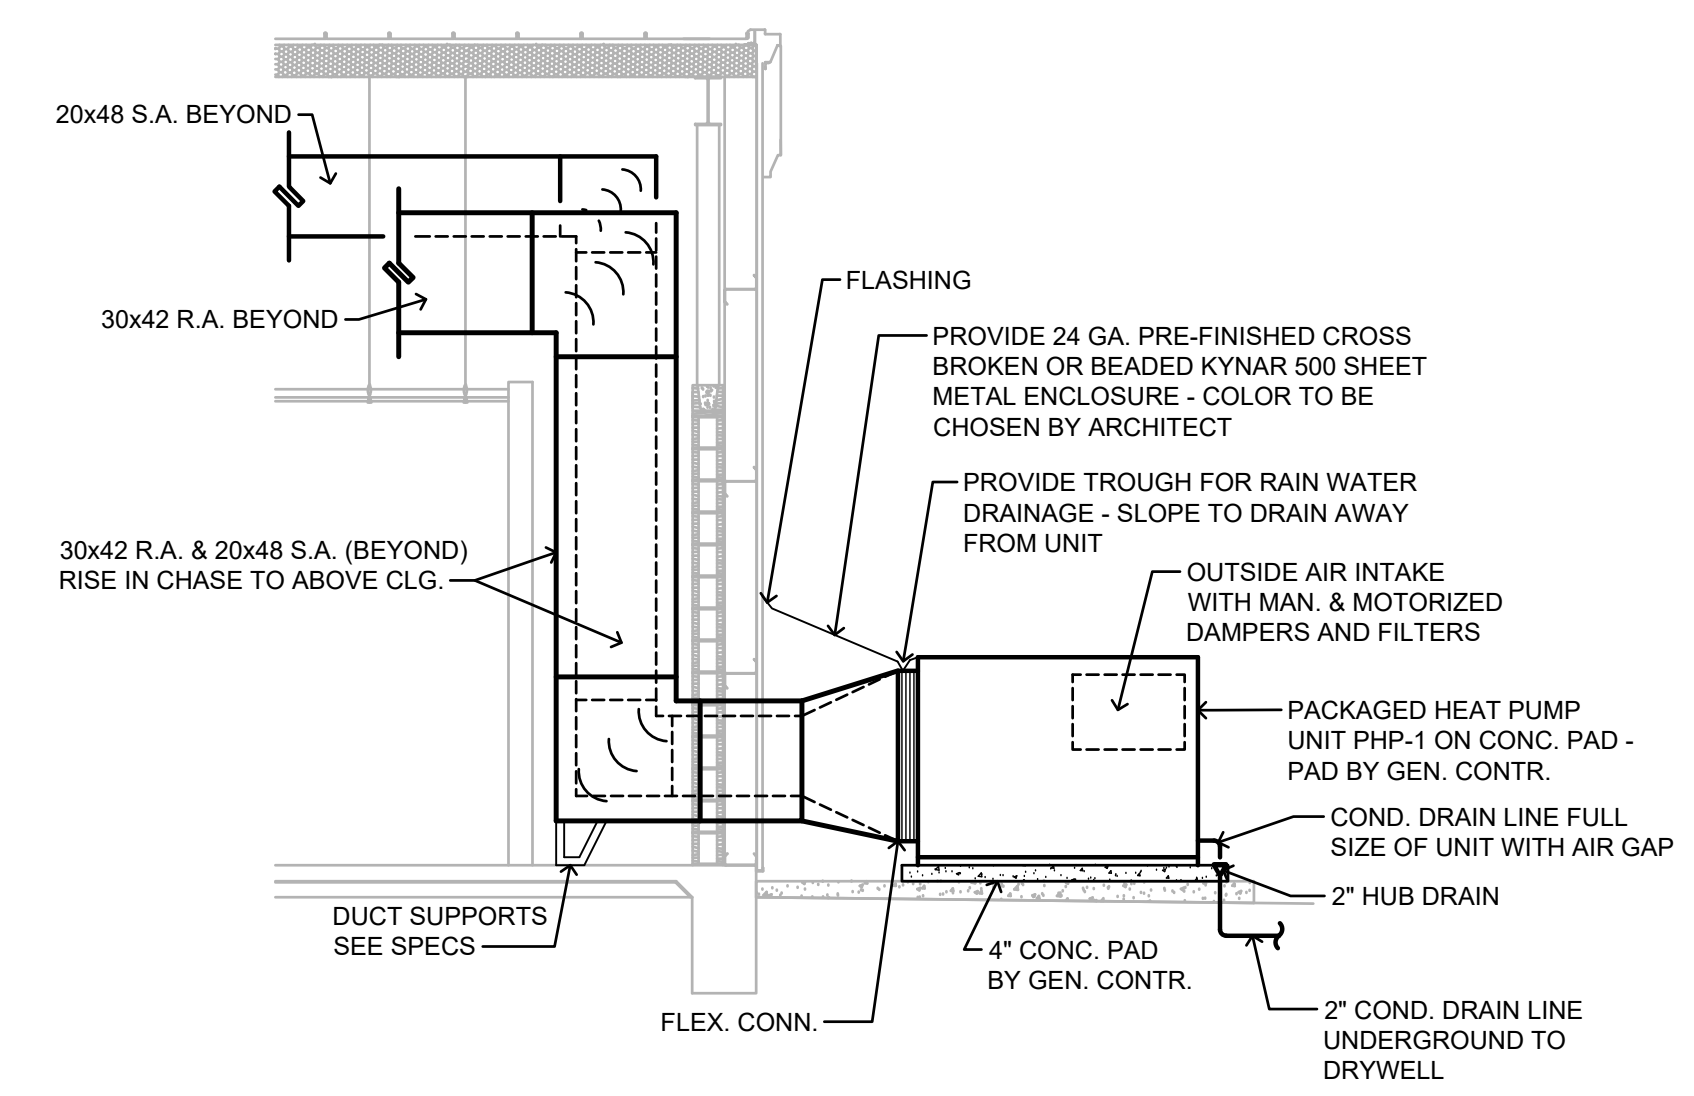 20x48 S.A. BEYOND
30x42 R.A. BEYOND
FLASHING
PROVIDE 24 GA. PRE-FINISHED CROSS
BROKEN OR BEADED KYNAR 500 SHEET
METAL ENCLOSURE - COLOR TO BE
CHOSEN BY ARCHITECT
PROVIDE TROUGH FOR RAIN WATER
DRAINAGE - SLOPE TO DRAIN AWAY
FROM UNIT
30x42 R.A. & 20x48 S.A. (BEYOND)
RISE IN CHASE TO ABOVE CLG.
OUTSIDE AIR INTAKE
WITH MAN. & MOTORIZED
DAMPERS AND FILTERS
PACKAGED HEAT PUMP
UNIT PHP-1 ON CONC. PAD -
PAD BY GEN. CONTR.
COND. DRAIN LINE FULL
SIZE OF UNIT WITH AIR GAP
2" HUB DRAIN
DUCT SUPPORTS
SEE SPECS
4" CONC. PAD
BY GEN. CONTR.
FLEX. CONN.
2" COND. DRAIN LINE
UNDERGROUND TO
DRYWELL